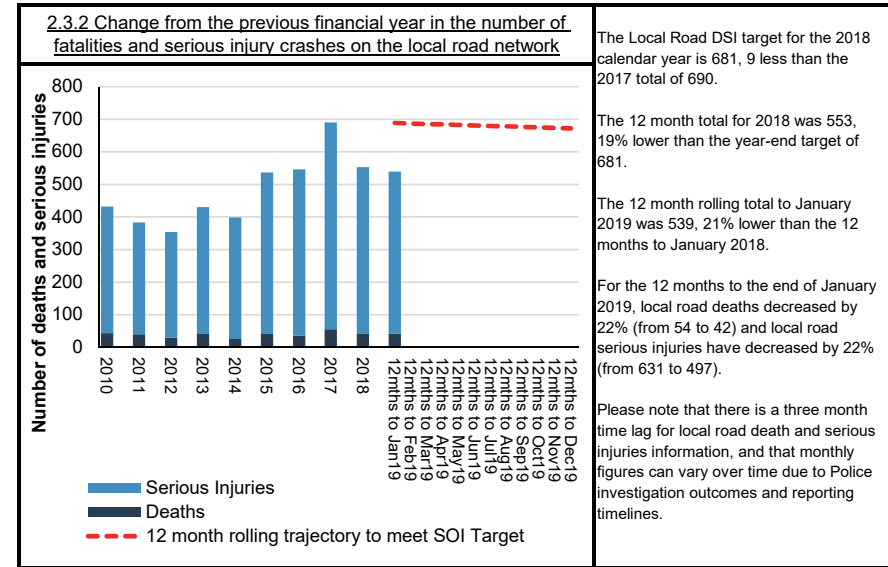 2.3.2 Change from the previous financial year in the number of
fatalities and serious injury crashes on the local road network
Number of deaths and serious injuries
800
700
600
500
400
300
200
100
0
2010
2011
2012
2013
2014
2015
2016
2017
2018
12mths to Jan19
12mths to Feb19
12mths to Mar19
12mths to Apr19
12mths to May19
12mths to Jun19
12mths to Jul19
12mths to Aug19
12mths to Sep19
12mths to Oct19
12mths to Nov19
12mths to Dec19
Serious Injuries
Deaths
12 month rolling trajectory to meet SOI Target
The Local Road DSI target for the 2018
calendar year is 681, 9 less than the
2017 total of 690.
The 12 month total for 2018 was 553,
19% lower than the year-end target of
681.
The 12 month rolling total to January
2019 was 539, 21% lower than the 12
months to January 2018.
For the 12 months to the end of January
2019, local road deaths decreased by
22% (from 54 to 42) and local road
serious injuries have decreased by 22%
(from 631 to 497).
Please note that there is a three month
time lag for local road death and serious
injuries information, and that monthly
figures can vary over time due to Police
investigation outcomes and reporting
timelines.